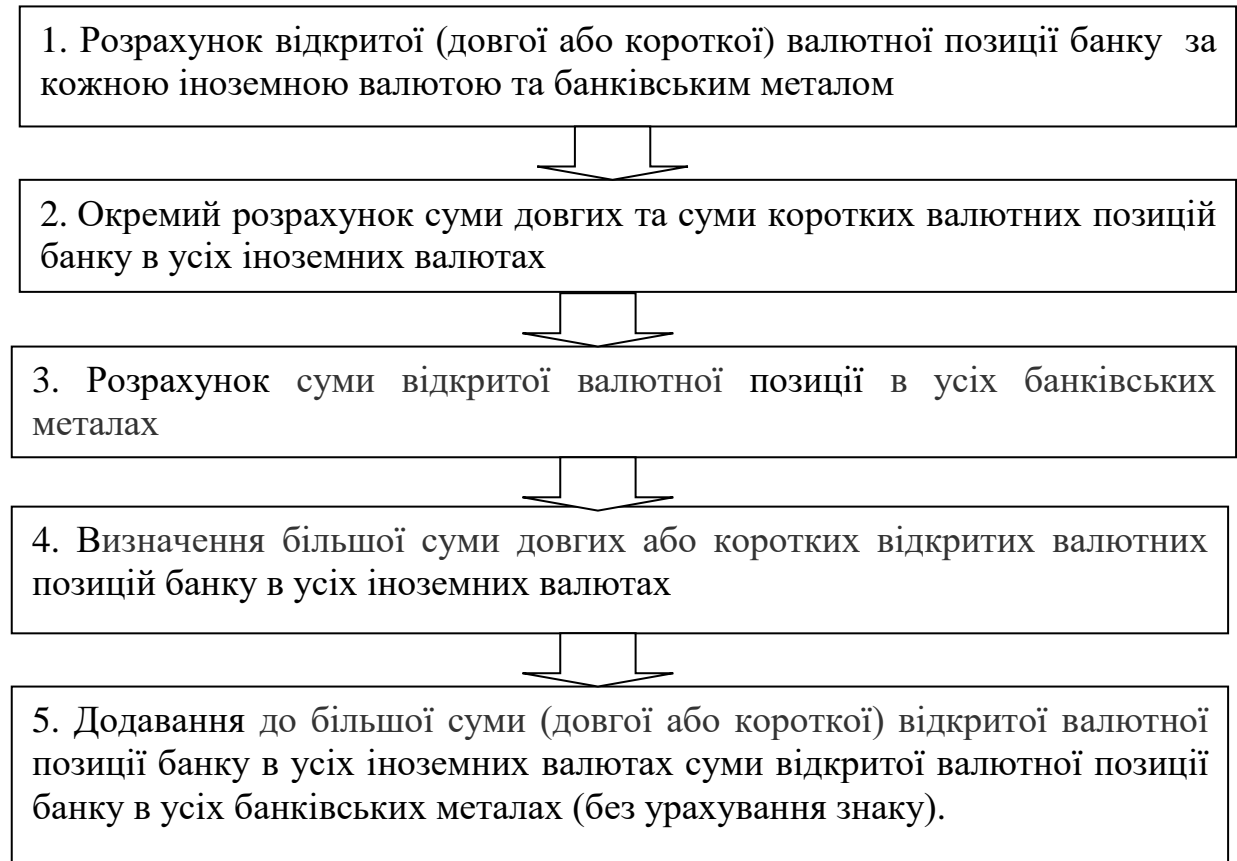 1. Розрахунок відкритої (довгої або короткої) валютної позиції банку за
кожною іноземною валютою та банківським металом
2. Окремий розрахунок суми довгих та суми коротких валютних позицій
банку в усіх іноземних валютах
3. Розрахунок суми відкритої валютної позиції в усіх банківських
металах
4. Визначення більшої суми довгих або коротких відкритих валютних
позицій банку в усіх іноземних валютах
5. Додавання до більшої суми (довгої або короткої) відкритої валютної
позиції банку в усіх іноземних валютах суми відкритої валютної позиції
банку в усіх банківських металах (без урахування знаку).